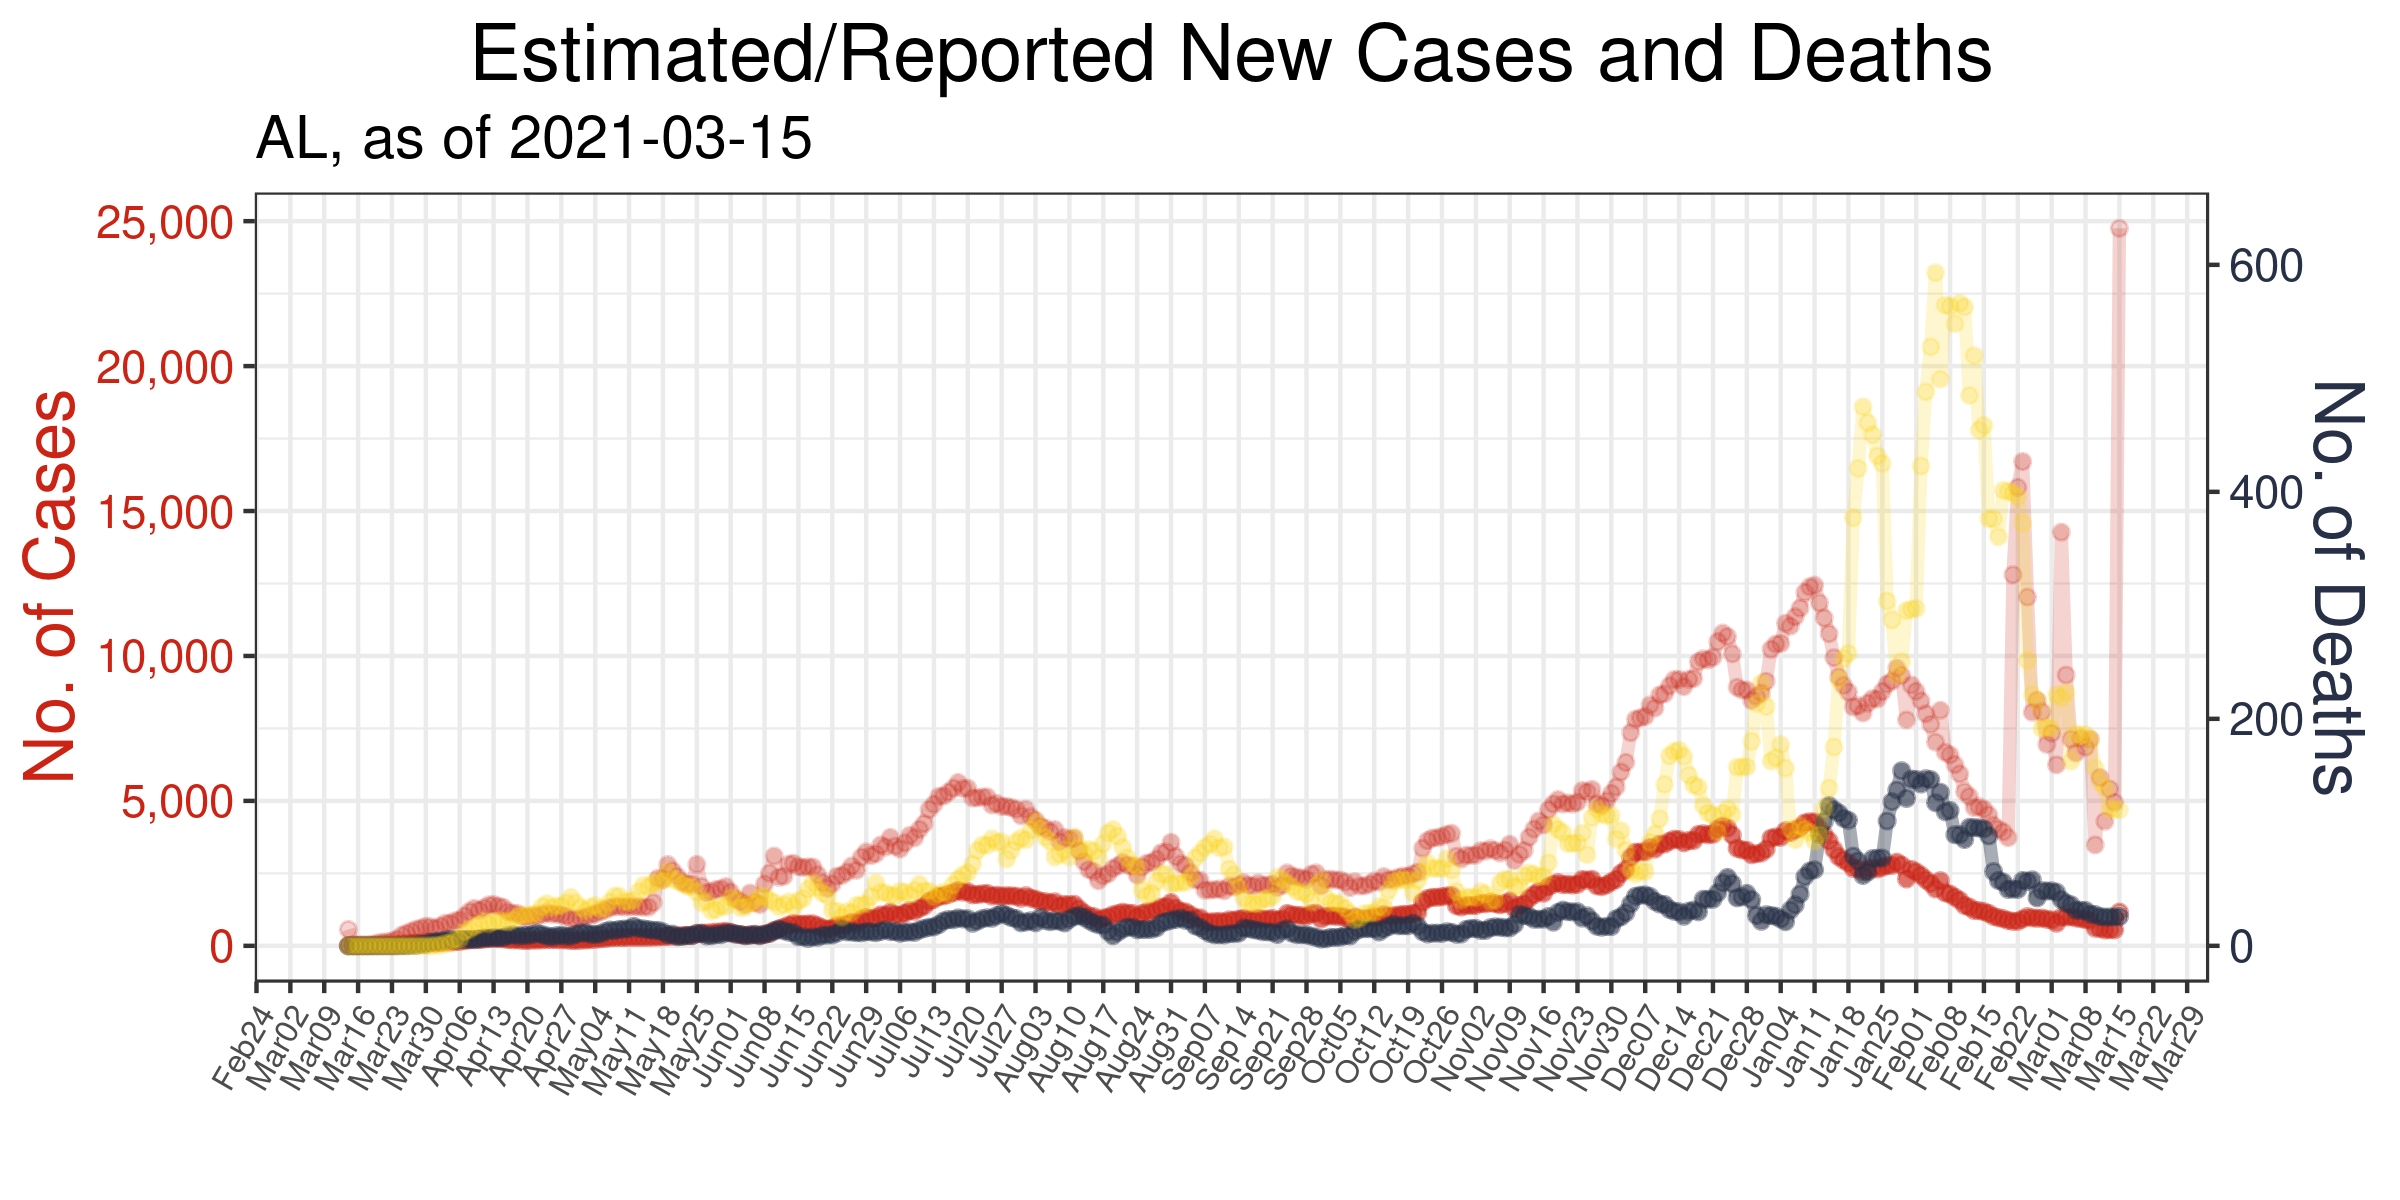 Estimated/Reported New Cases and Deaths
AL, as of 2021-03-15
No. of Cases
25,000
20,000
15,000
10,000
5,000
0
600
400
200
0
No. of Deaths
Feb24
Mar02
Mar09
Mar16
Mar23
Mar30
Apr06
Apr13
Apr20
Apr27
May04
May11
May18
May25
Jun01
Jun08
Jun15
Jun22
Jun29
Jul06
Jul13
Jul20
Jul27
Aug03
Aug10
Aug17
Aug24
Aug31
Sep07
Sep14
Sep21
Sep28
Oct05
Oct12
Oct19
Oct26
Nov02
Nov09
Nov16
Nov23
Nov30
Dec07
Dec14
Dec21
Dec28
Jan04
Jan11
Jan18
Jan25
Feb01
Feb08
Feb15
Feb22
Mar01
Mar08
Mar15
Mar22
Mar29